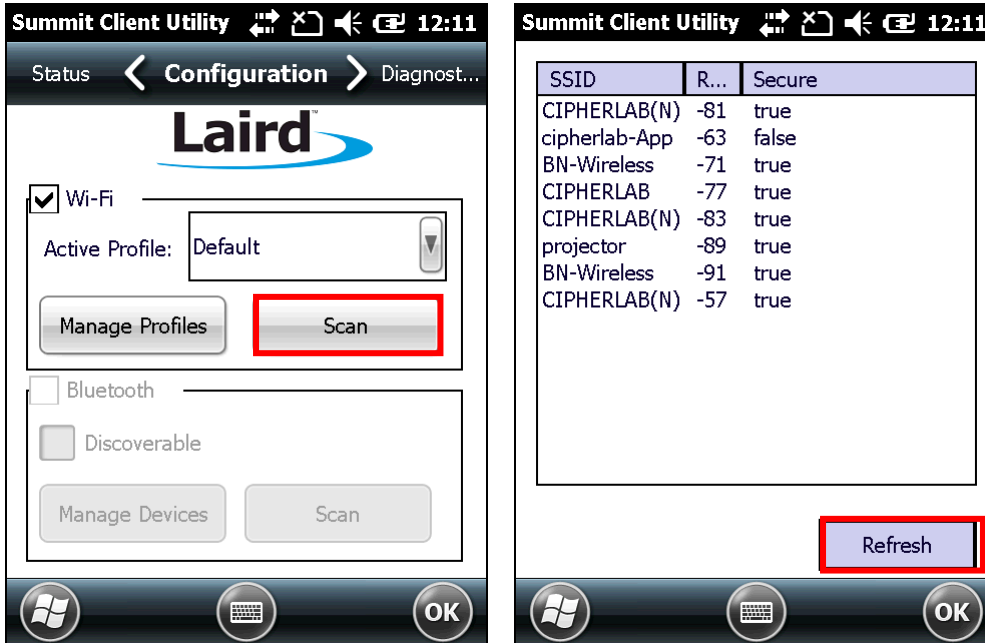 Summit Client Utility 12:11
Status Configuration Diagnost...
Laird™
Wi-Fi
Active Profile: Default
Manage Profiles Scan
Bluetooth
Discoverable
Manage Devices Scan
OK
Summit Client Utility 12:11
SSID R... Secure
CIPHERLAB(N) -81 true
cipherlab-App -63 false
BN-Wireless -71 true
CIPHERLAB -77 true
CIPHERLAB(N) -83 true
projector -89 true
BN-Wireless -91 true
CIPHERLAB(N) -57 true
Refresh
OK